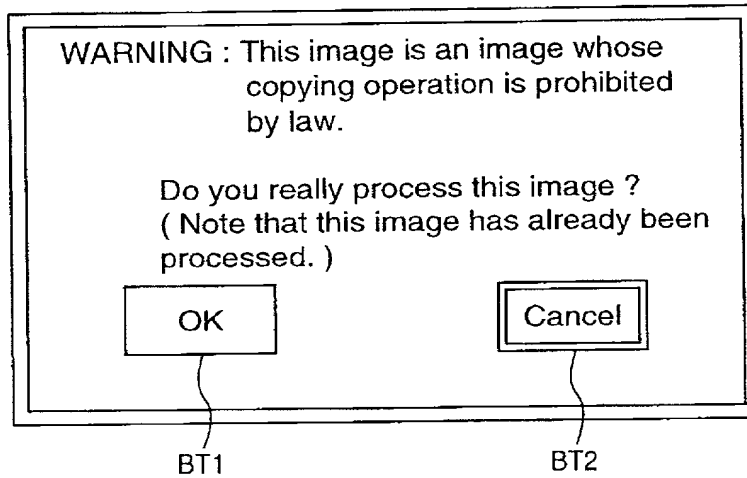 WARNING : This image is an image whose
copying operation is prohibited
by law.
Do you really process this image ?
( Note that this image has already been
processed. )
OK
Cancel
BT1
BT2